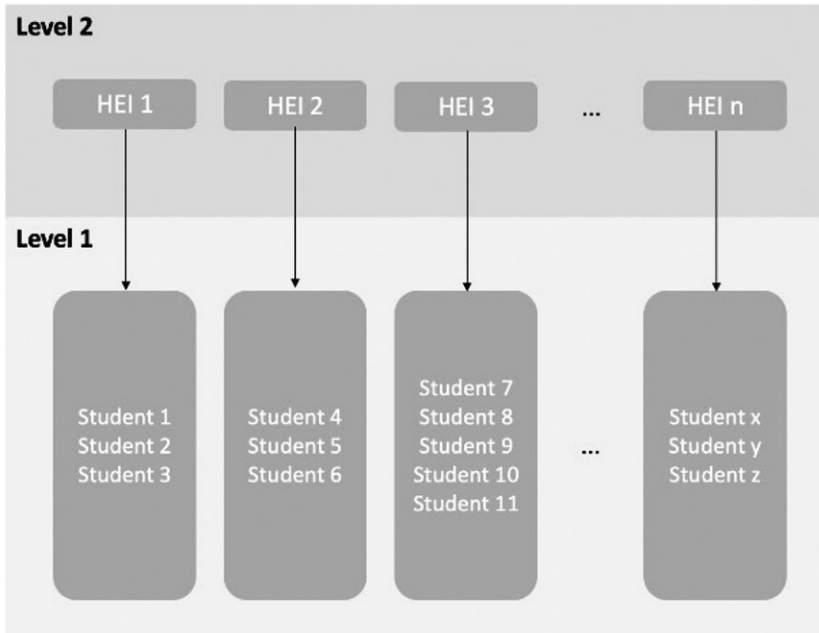 Level 2
HEI 1
HEI 2
HEI 3
...
HEI n
Level 1
Student 1
Student 2
Student 3
Student 4
Student 5
Student 6
Student 7
Student 8
Student 9
Student 10
Student 11
...
Student x
Student y
Student z